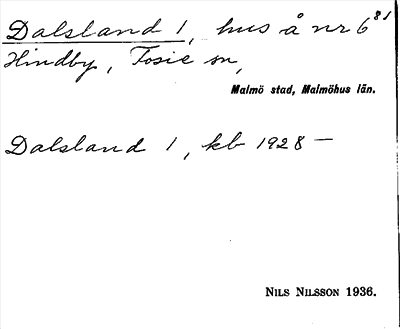 Dalsland 1, hus å nr 6⁸¹
Hindby, Fosie sn,
Malmö stad, Malmöhus län.
Dalsland 1, kb 1928 —
NILS NILSSON 1936.